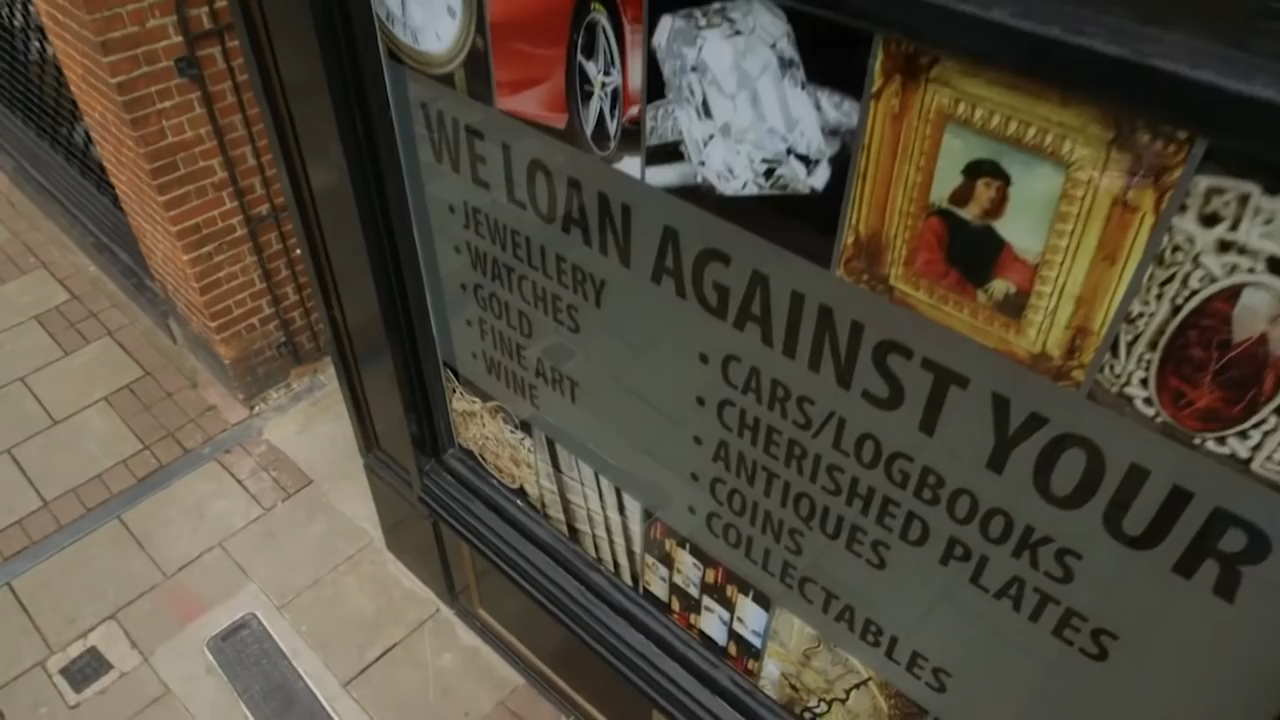 WE LOAN AGAINST YOUR
• JEWELLERY
• WATCHES
• GOLD
• FINE ART
• WINE
• CARS/LOGBOOKS
• CHERISHED PLATES
• ANTIQUES
• COINS
• COLLECTABLES